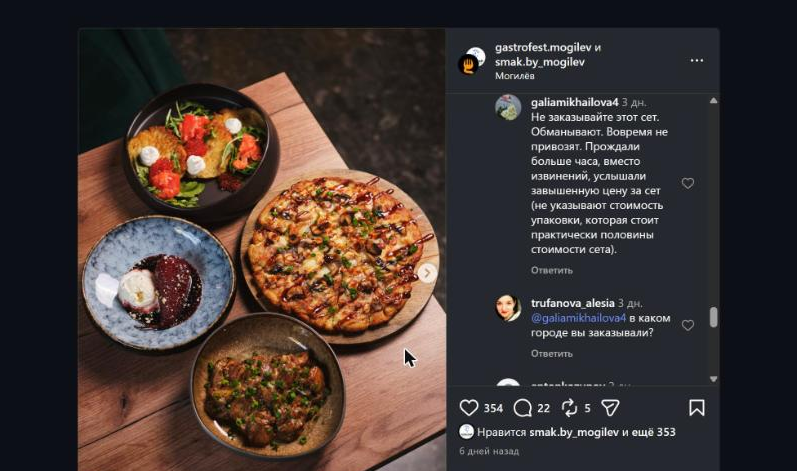 gastrofest.mogilev и
smak.by_mogilev
Могилёв
galiamikhailova4 3 дн.
Не заказывайте этот сет.
Обманывают. Вовремя не
привозят. Прождали
больше часа, вместо
извинений, услышали
завышенную цену за сет
(не указывают стоимость
упаковки, которая стоит
практически половины
стоимости сета).
Ответить
trufanova_alesia 3 дн.
@galiamikhailova4 в каком
городе вы заказывали?
Ответить
354 22 5
Нравится smak.by_mogilev и ещё 353
6 дней назад